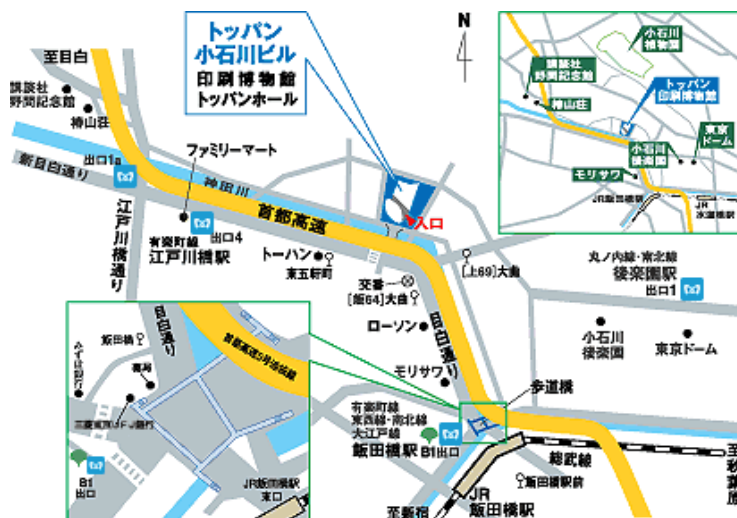 トッパン
小石川ビル
印刷博物館
トッパンホール
N
至目白
講談社
野間記念館
椿山荘
新目白通り
出口1a
ファミリーマート
神田川
首都高速
入口
江戸川橋通り
有楽町線
江戸川橋駅
出口4
トーハン
東五軒町
交番
[飯64]大曲
[上69]大曲
ローソン
目白通り
モリサワ
丸ノ内線・南北線
後楽園駅
出口1
小石川
後楽園
東京ドーム
歩道橋
有楽町線
東西線・南北線
大江戸線
飯田橋駅
B1出口
総武線
飯田橋駅前
JR
飯田橋駅
至新宿
至秋葉原
小石川
植物園
講談社
野間記念館
椿山荘
トッパン
印刷博物館
東京
ドーム
小石川
後楽園
モリサワ
JR飯田橋駅
JR
水道橋駅
目白通り
首都高速5号池袋線
飯田橋
みずほ銀行
B1
出口
JR飯田橋駅
東口